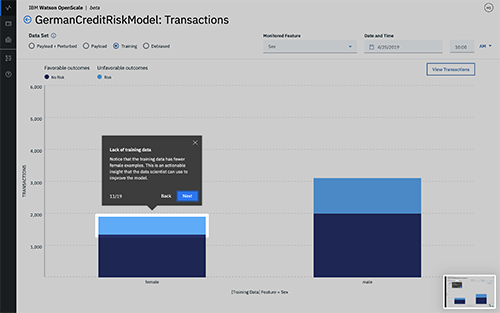 IBM Watson OpenScale | beta
GermanCreditRiskModel: Transactions
Data Set
Payload + Perturbed
Payload
Training
Debiased
Monitored Feature
Sex
Date and Time
4/25/2019
10:00
AM
Favorable outcomes
Unfavorable outcomes
No Risk
Risk
View Transactions
6,000
5,000
4,000
3,000
2,000
1,000
TRANSACTIONS
Lack of training data
Notice that the training data has fewer
female examples. This is an actionable
insight that the data scientist can use to
improve the model.
11/19
Back
Next
female
male
[Training Data] Feature = Sex